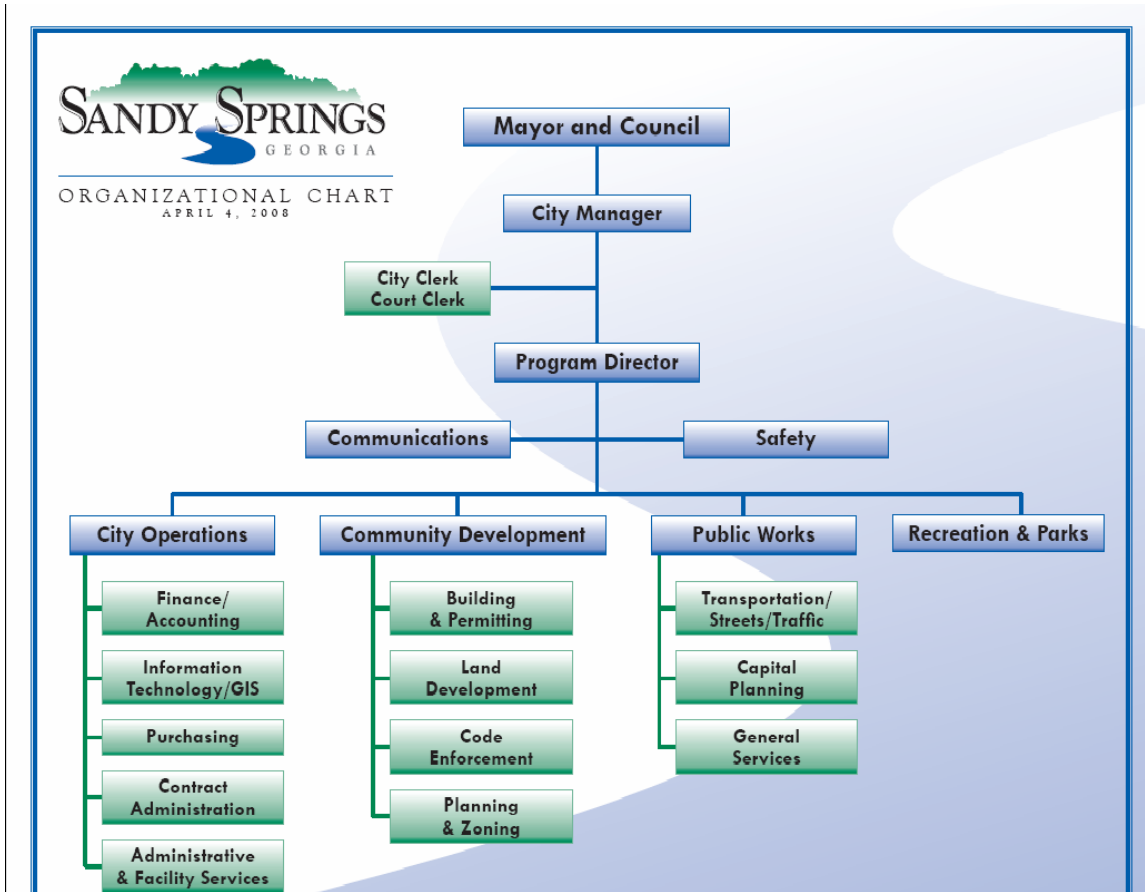 SANDY SPRINGS
GEORGIA
ORGANIZATIONAL CHART
APRIL 4, 2008
Mayor and Council
City Manager
City Clerk
Court Clerk
Program Director
Communications
Safety
City Operations
Community Development
Public Works
Recreation & Parks
Finance/
Accounting
Information
Technology/GIS
Purchasing
Contract
Administration
Administrative
& Facility Services
Building
& Permitting
Land
Development
Code
Enforcement
Planning
& Zoning
Transportation/
Streets/Traffic
Capital
Planning
General
Services